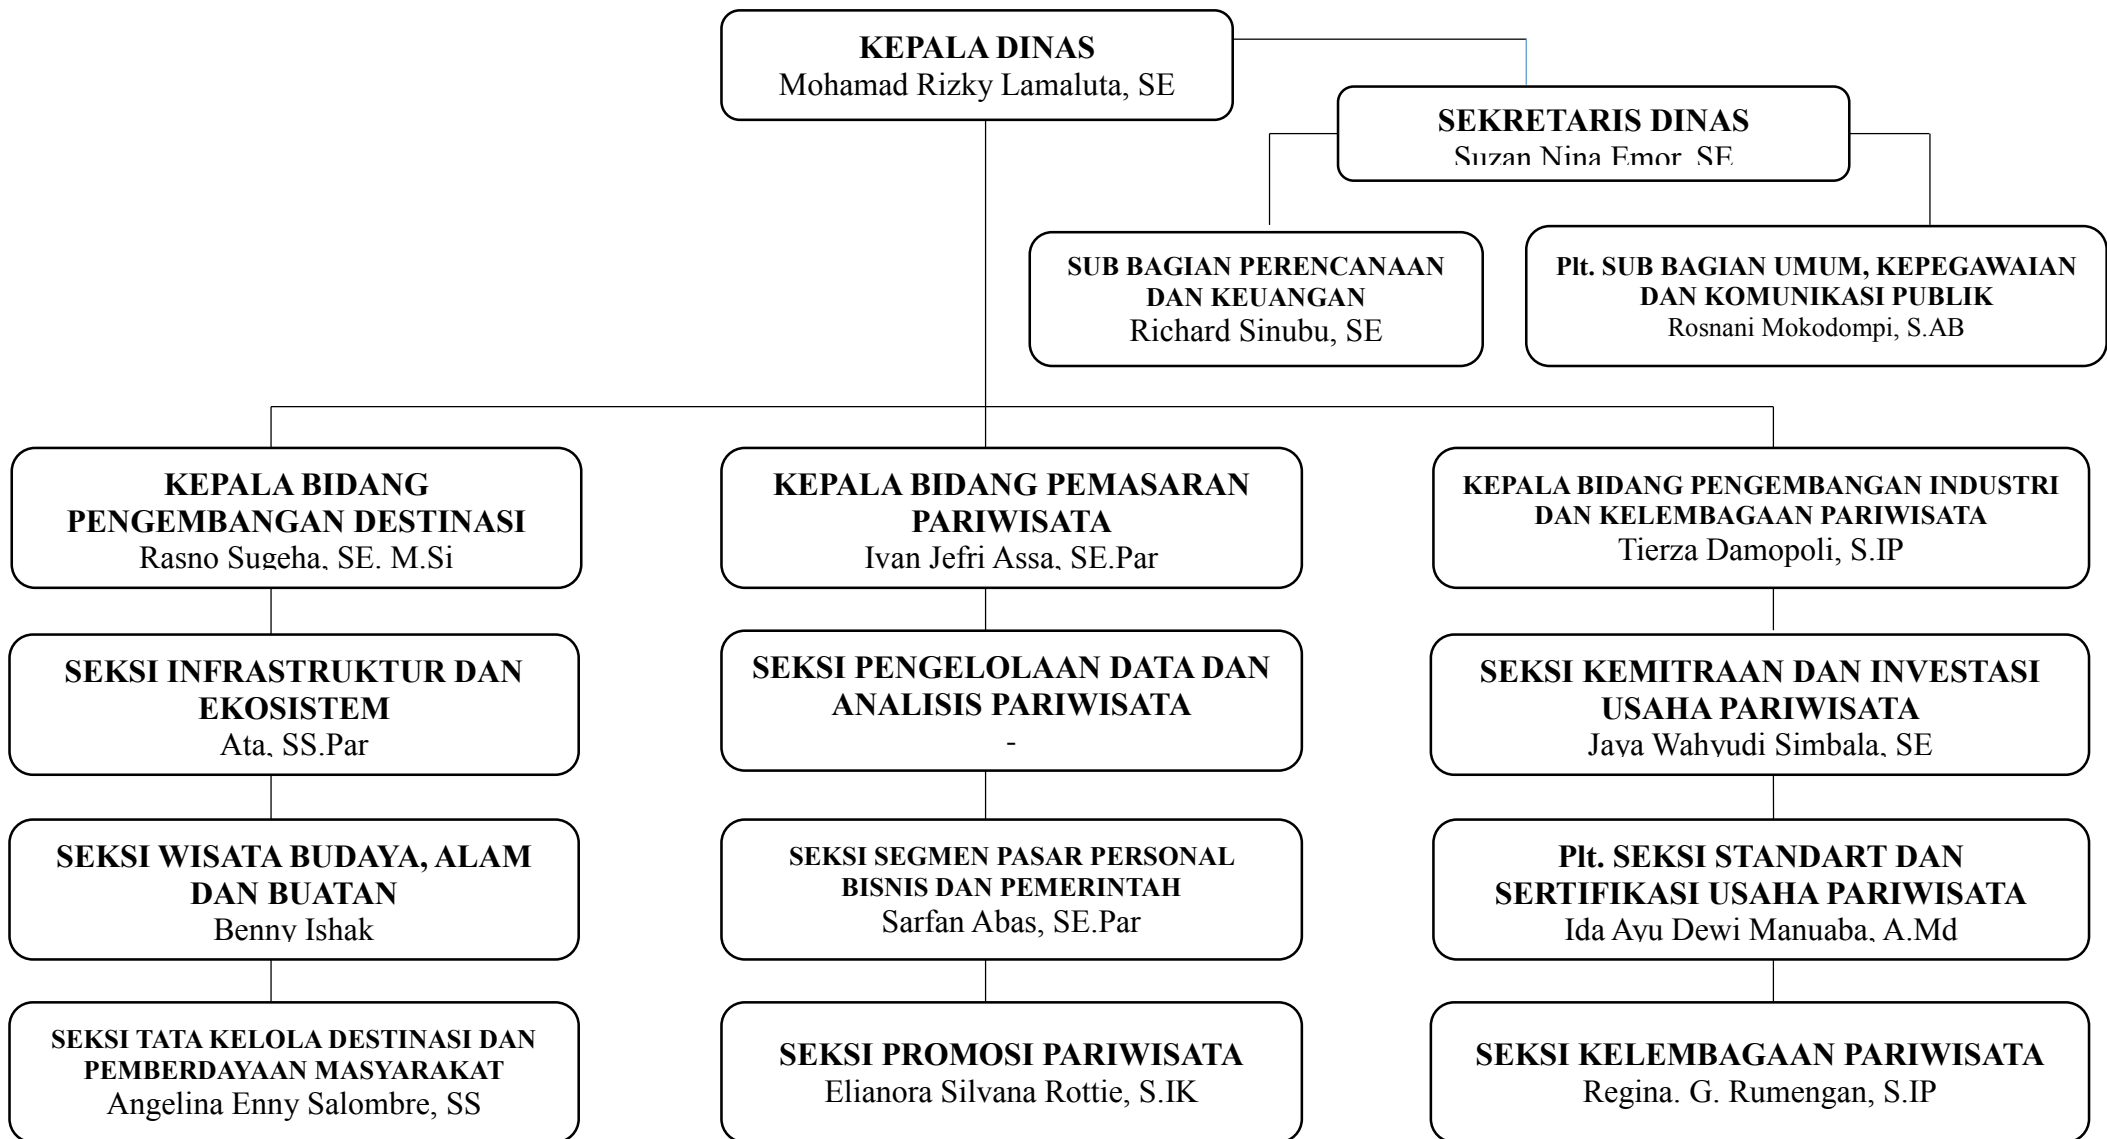 KEPALA DINAS
Mohamad Rizky Lamaluta, SE
SEKRETARIS DINAS
Suzan Nina Emor, SE
SUB BAGIAN PERENCANAAN
DAN KEUANGAN
Richard Sinubu, SE
Plt. SUB BAGIAN UMUM, KEPEGAWAIAN
DAN KOMUNIKASI PUBLIK
Rosnani Mokodompi, S.AB
KEPALA BIDANG
PENGEMBANGAN DESTINASI
Rasno Sugeha, SE. M.Si
KEPALA BIDANG PEMASARAN
PARIWISATA
Ivan Jefri Assa, SE.Par
KEPALA BIDANG PENGEMBANGAN INDUSTRI
DAN KELEMBAGAAN PARIWISATA
Tierza Damopoli, S.IP
SEKSI INFRASTRUKTUR DAN
EKOSISTEM
Ata, SS.Par
SEKSI PENGELOLAAN DATA DAN
ANALISIS PARIWISATA
-
SEKSI KEMITRAAN DAN INVESTASI
USAHA PARIWISATA
Jaya Wahyudi Simbala, SE
SEKSI WISATA BUDAYA, ALAM
DAN BUATAN
Benny Ishak
SEKSI SEGMEN PASAR PERSONAL
BISNIS DAN PEMERINTAH
Sarfan Abas, SE.Par
Plt. SEKSI STANDART DAN
SERTIFIKASI USAHA PARIWISATA
Ida Ayu Dewi Manuaba, A.Md
SEKSI TATA KELOLA DESTINASI DAN
PEMBERDAYAAN MASYARAKAT
Angelina Enny Salombre, SS
SEKSI PROMOSI PARIWISATA
Elianora Silvana Rottie, S.IK
SEKSI KELEMBAGAAN PARIWISATA
Regina. G. Rumengan, S.IP